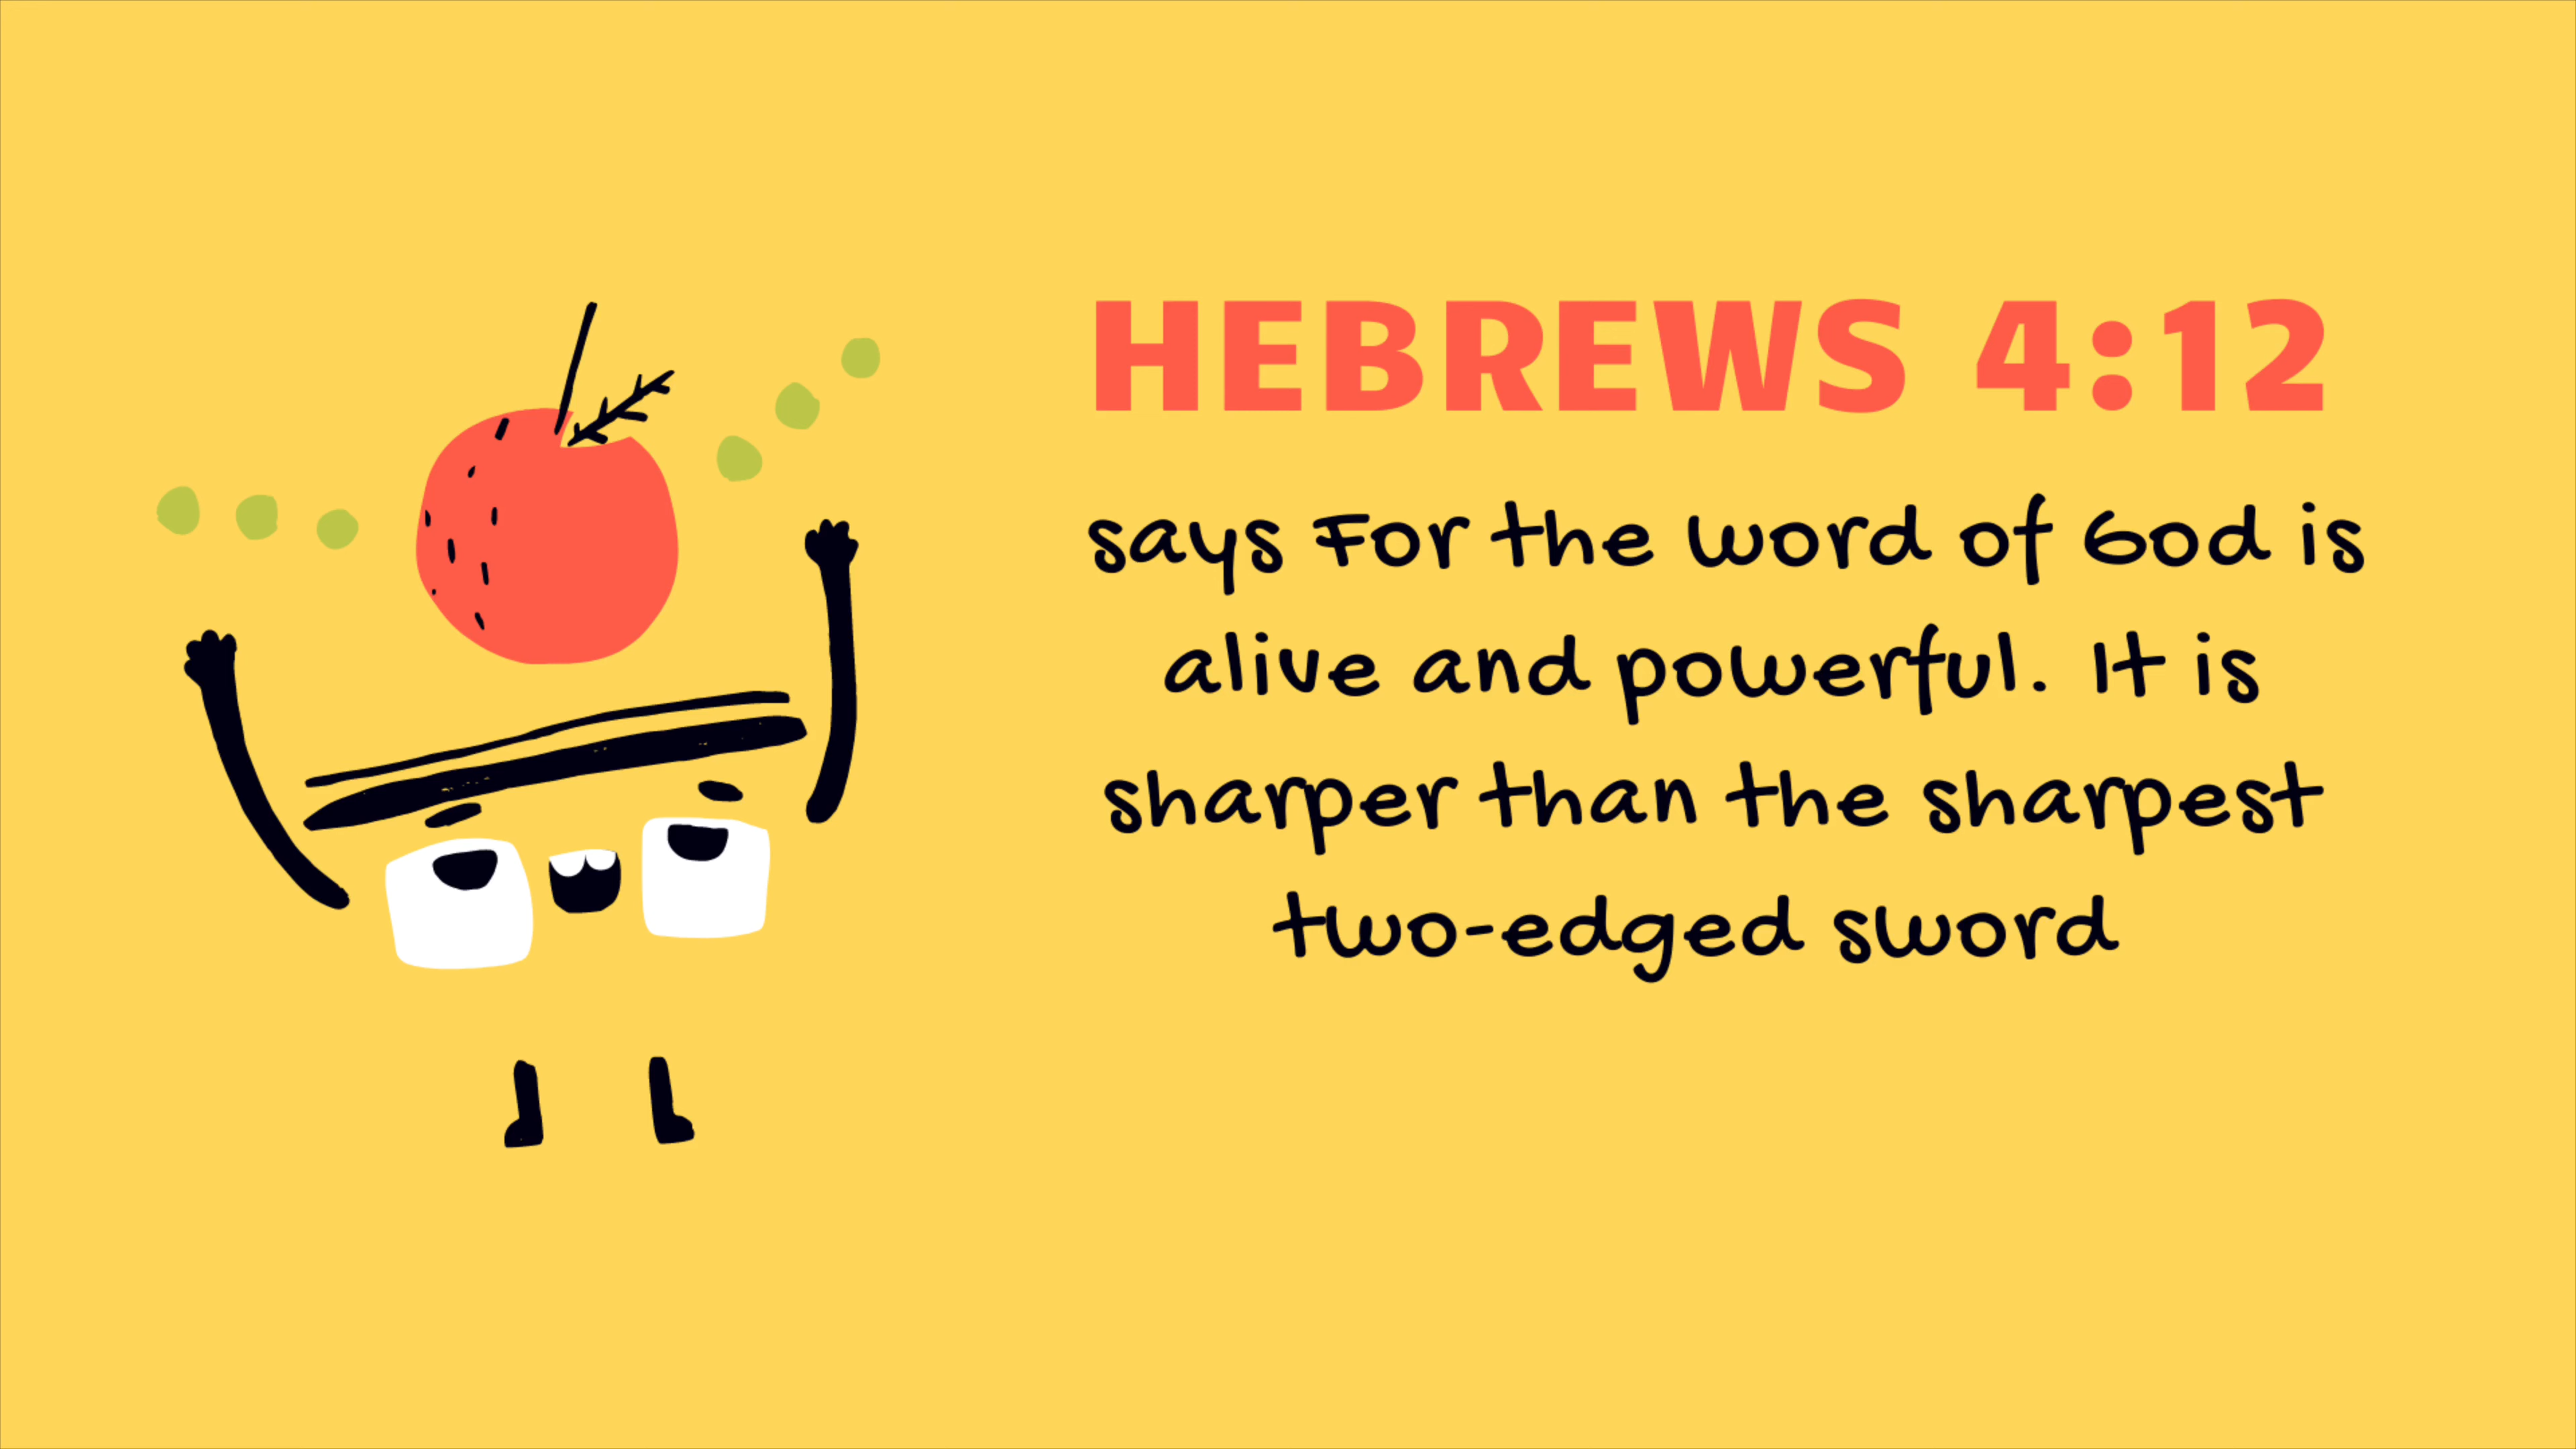 HEBREWS 4:12
says For the word of God is
alive and powerful. It is
sharper than the sharpest
two-edged sword